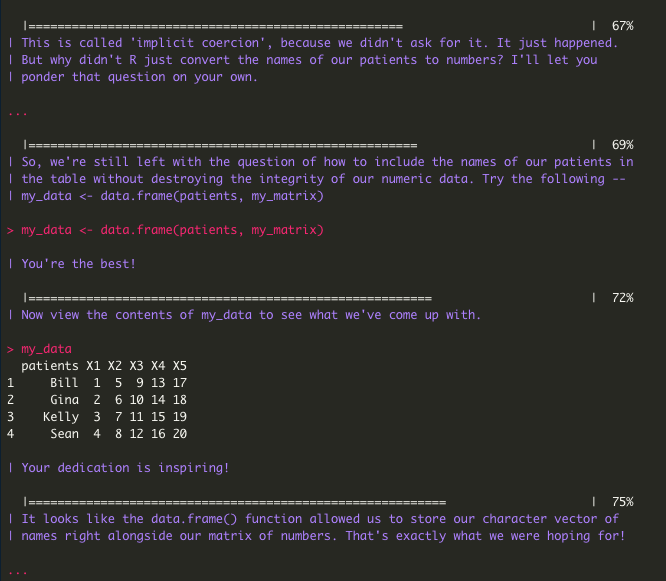 |==================================================== | 67%
| This is called 'implicit coercion', because we didn't ask for it. It just happened.
| But why didn't R just convert the names of our patients to numbers? I'll let you
| ponder that question on your own.
...
|====================================================== | 69%
| So, we're still left with the question of how to include the names of our patients in
| the table without destroying the integrity of our numeric data. Try the following --
| my_data <- data.frame(patients, my_matrix)
> my_data <- data.frame(patients, my_matrix)
| You're the best!
|======================================================== | 72%
| Now view the contents of my_data to see what we've come up with.
> my_data
  patients X1 X2 X3 X4 X5
1     Bill  1  5  9 13 17
2     Gina  2  6 10 14 18
3    Kelly  3  7 11 15 19
4     Sean  4  8 12 16 20
| Your dedication is inspiring!
|========================================================== | 75%
| It looks like the data.frame() function allowed us to store our character vector of
| names right alongside our matrix of numbers. That's exactly what we were hoping for!
...